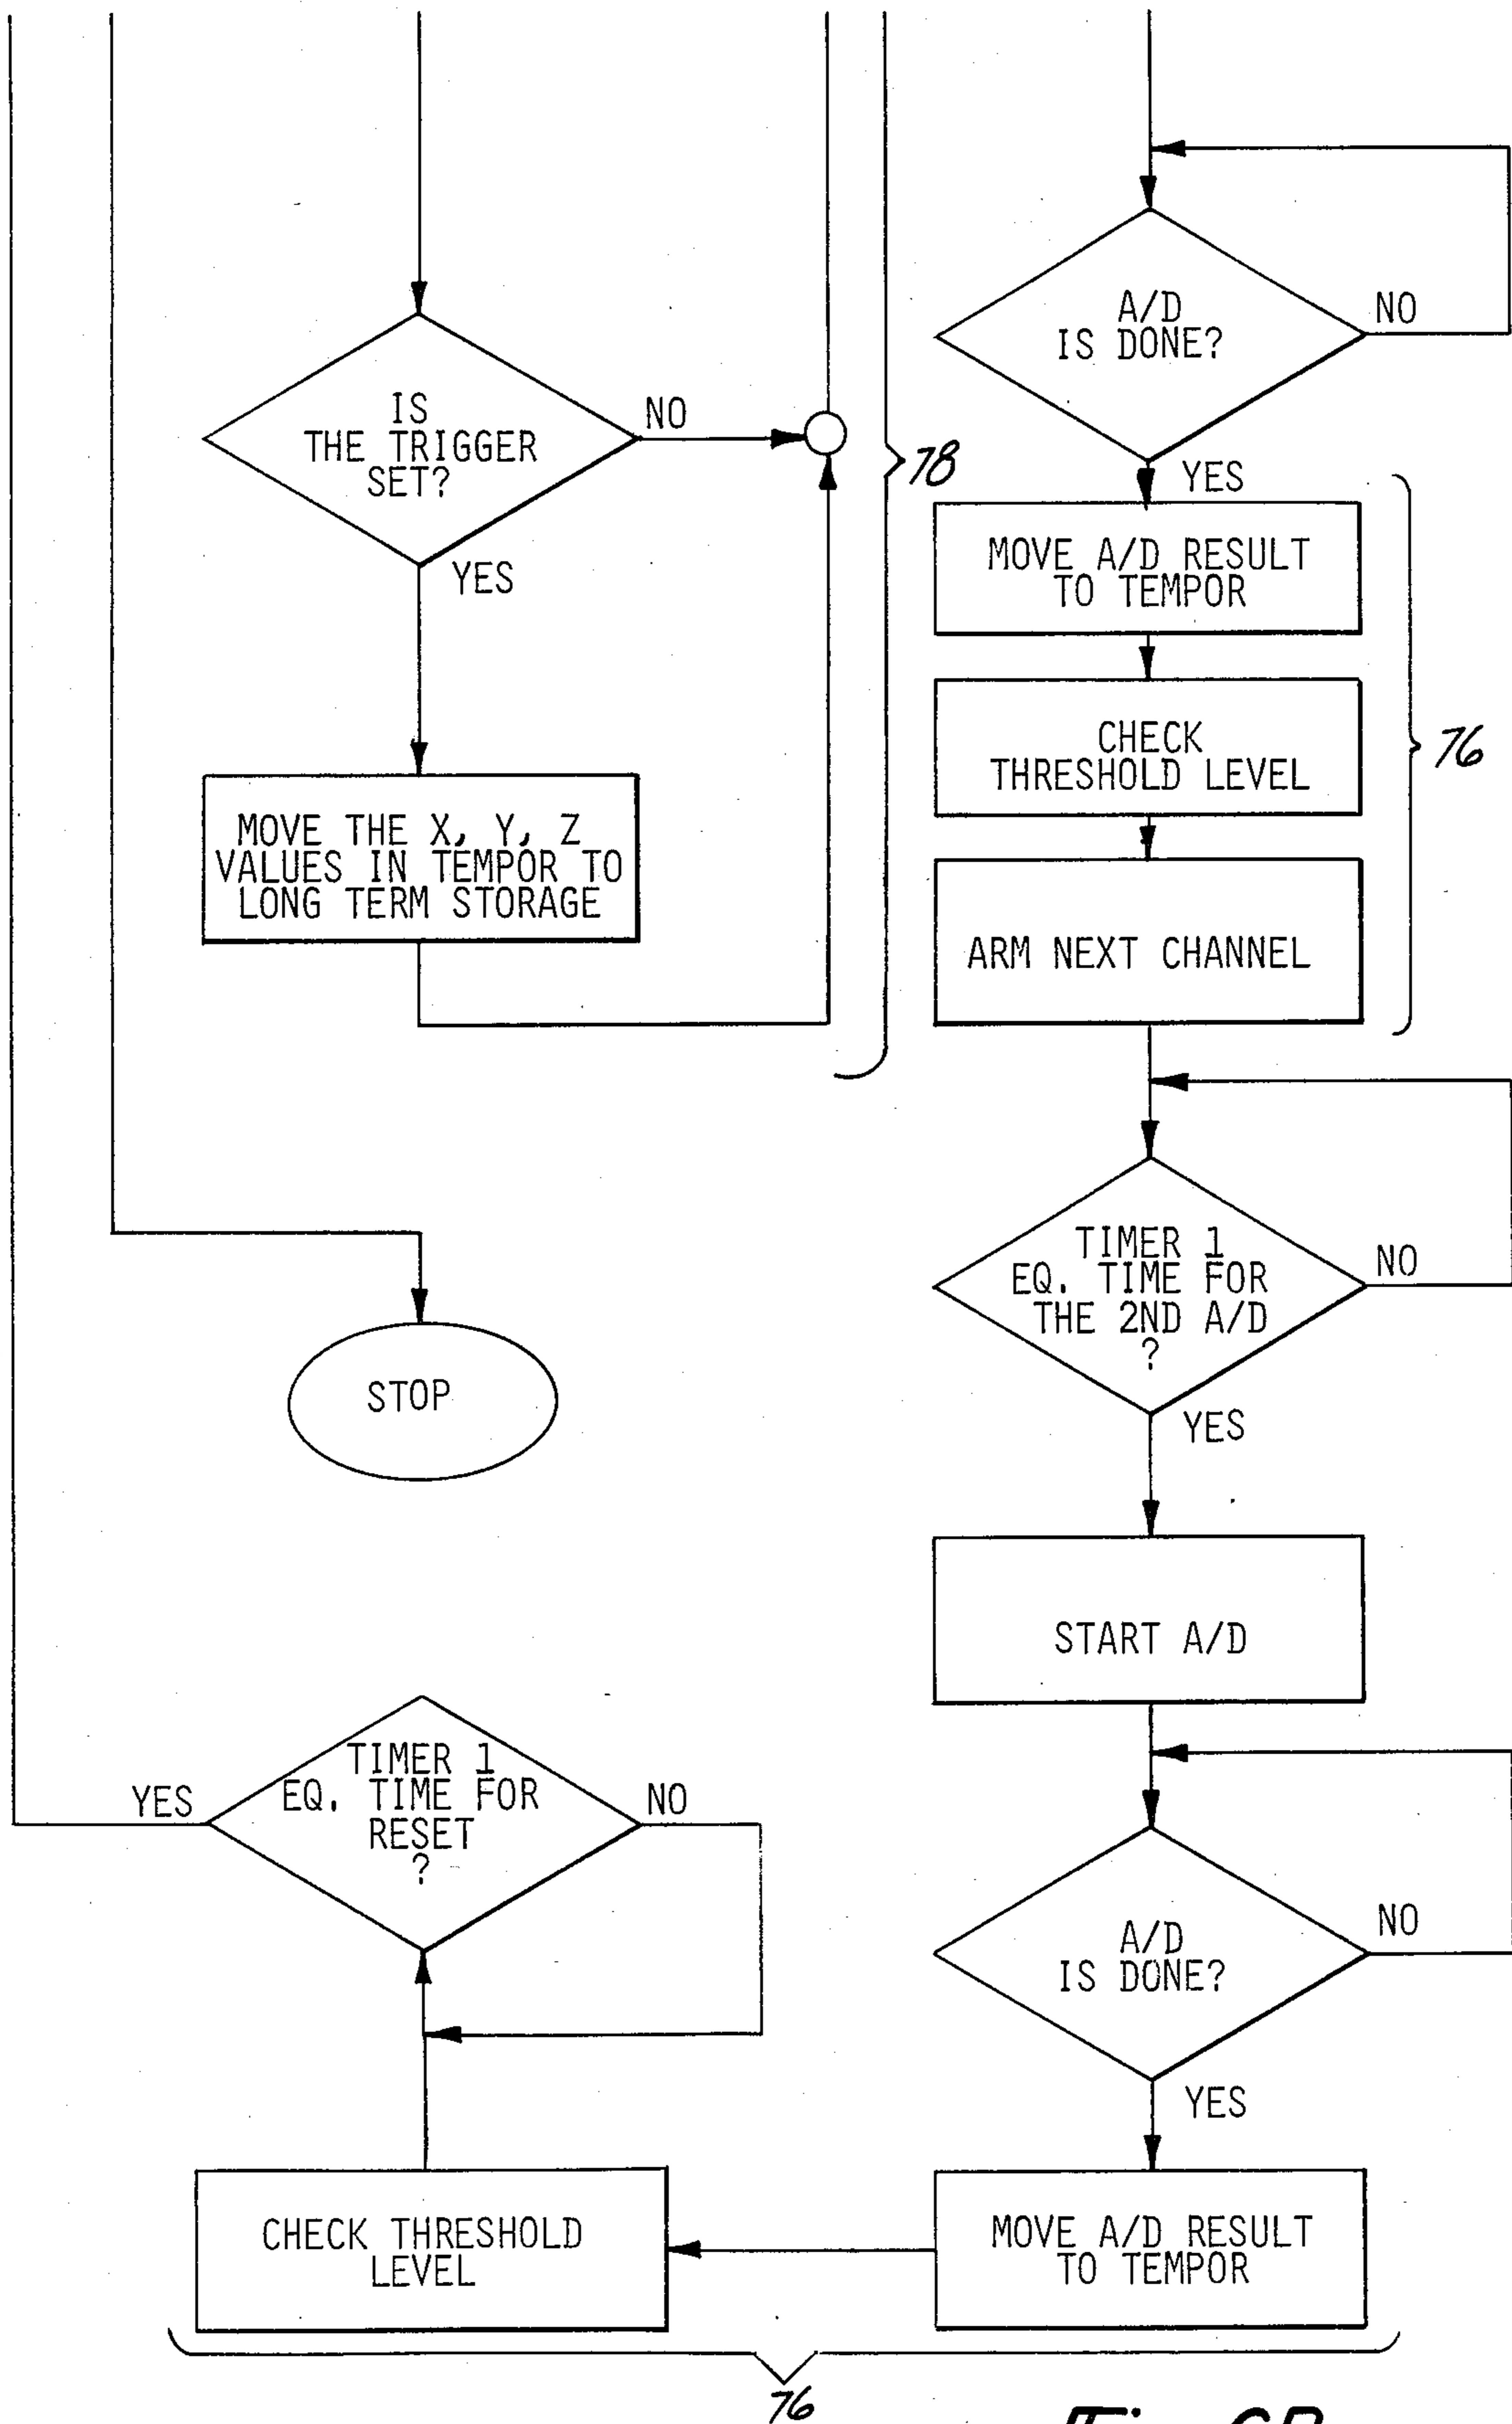 IS
THE TRIGGER
SET?
NO
YES
MOVE THE X, Y, Z
VALUES IN TEMPOR TO
LONG TERM STORAGE
78
STOP
A/D
IS DONE?
NO
YES
MOVE A/D RESULT
TO TEMPOR
CHECK
THRESHOLD LEVEL
ARM NEXT CHANNEL
76
TIMER 1
EQ. TIME FOR
THE 2ND A/D
?
NO
YES
START A/D
A/D
IS DONE?
NO
YES
MOVE A/D RESULT
TO TEMPOR
CHECK THRESHOLD
LEVEL
TIMER 1
EQ. TIME FOR
RESET
?
YES
NO
76